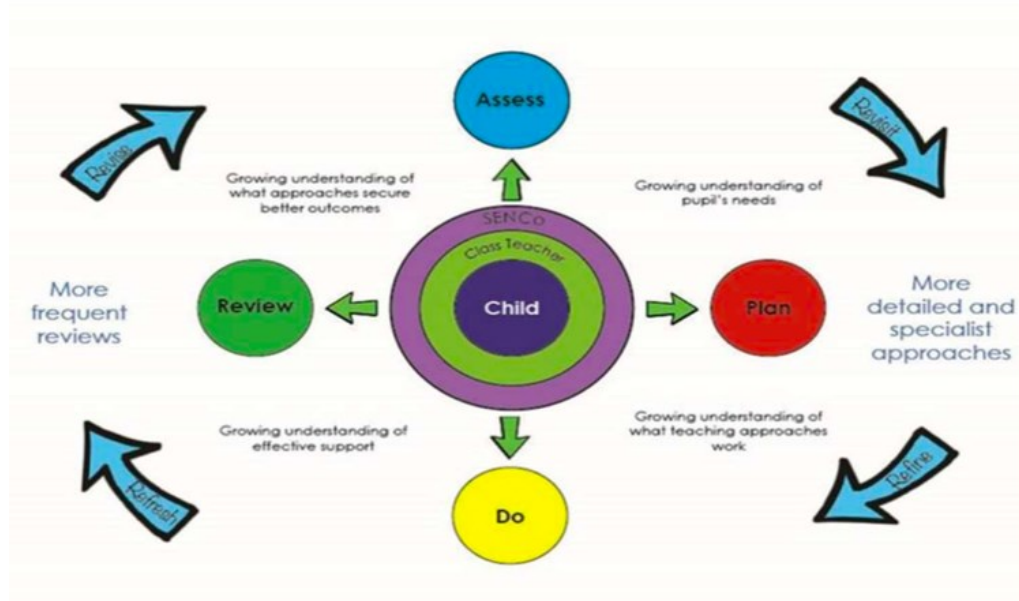 Assess
Revise
Revisit
Growing understanding of
what approaches secure
better outcomes
Growing understanding of
pupil's needs
SENCo
Class Teacher
Child
More
frequent
reviews
Review
Plan
More
detailed and
specialist
approaches
Growing understanding of
effective support
Growing understanding of
what teaching approaches
work
Refresh
Refine
Do